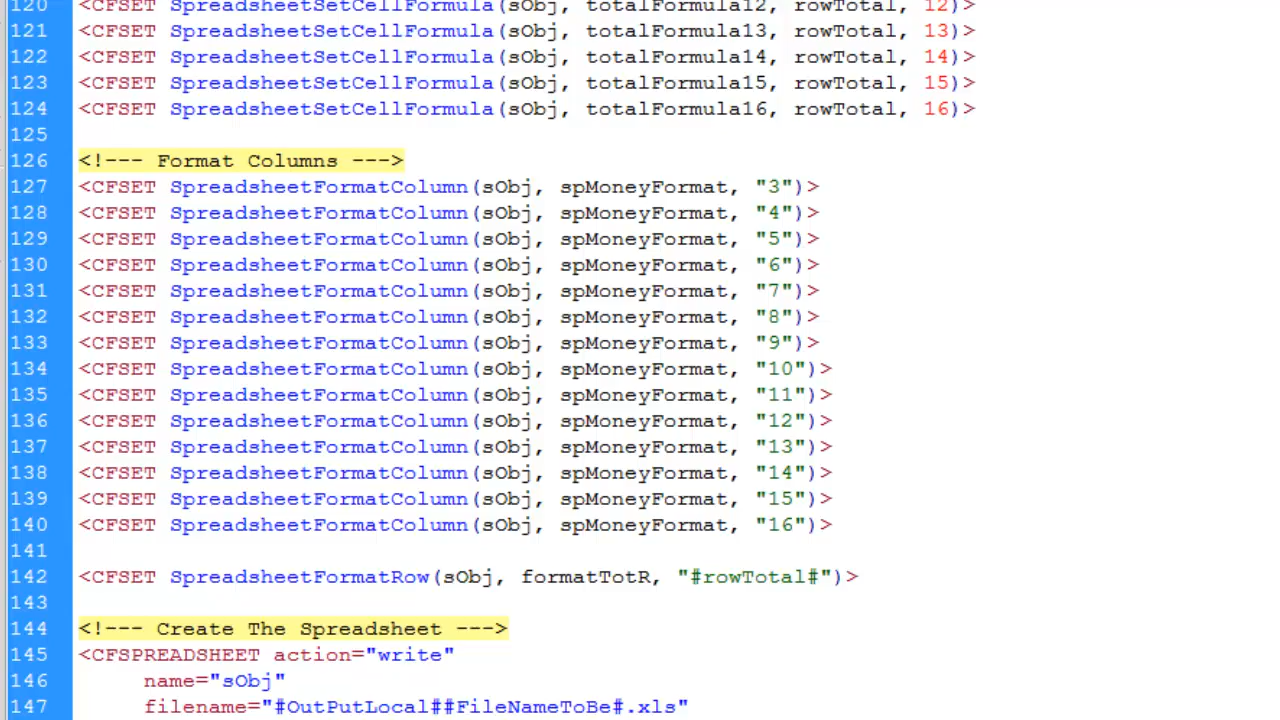 120 <CFSET SpreadsheetSetCellFormula(sObj, totalFormula12, rowTotal, 12)>
121 <CFSET SpreadsheetSetCellFormula(sObj, totalFormula13, rowTotal, 13)>
122 <CFSET SpreadsheetSetCellFormula(sObj, totalFormula14, rowTotal, 14)>
123 <CFSET SpreadsheetSetCellFormula(sObj, totalFormula15, rowTotal, 15)>
124 <CFSET SpreadsheetSetCellFormula(sObj, totalFormula16, rowTotal, 16)>
125
126 <!--- Format Columns --->
127 <CFSET SpreadsheetFormatColumn(sObj, spMoneyFormat, "3")>
128 <CFSET SpreadsheetFormatColumn(sObj, spMoneyFormat, "4")>
129 <CFSET SpreadsheetFormatColumn(sObj, spMoneyFormat, "5")>
130 <CFSET SpreadsheetFormatColumn(sObj, spMoneyFormat, "6")>
131 <CFSET SpreadsheetFormatColumn(sObj, spMoneyFormat, "7")>
132 <CFSET SpreadsheetFormatColumn(sObj, spMoneyFormat, "8")>
133 <CFSET SpreadsheetFormatColumn(sObj, spMoneyFormat, "9")>
134 <CFSET SpreadsheetFormatColumn(sObj, spMoneyFormat, "10")>
135 <CFSET SpreadsheetFormatColumn(sObj, spMoneyFormat, "11")>
136 <CFSET SpreadsheetFormatColumn(sObj, spMoneyFormat, "12")>
137 <CFSET SpreadsheetFormatColumn(sObj, spMoneyFormat, "13")>
138 <CFSET SpreadsheetFormatColumn(sObj, spMoneyFormat, "14")>
139 <CFSET SpreadsheetFormatColumn(sObj, spMoneyFormat, "15")>
140 <CFSET SpreadsheetFormatColumn(sObj, spMoneyFormat, "16")>
141
142 <CFSET SpreadsheetFormatRow(sObj, formatTotR, "#rowTotal#")>
143
144 <!--- Create The Spreadsheet --->
145 <CFSPREADSHEET action="write"
146 name="sObj"
147 filename="#OutPutLocal##FileNameToBe#.xls"